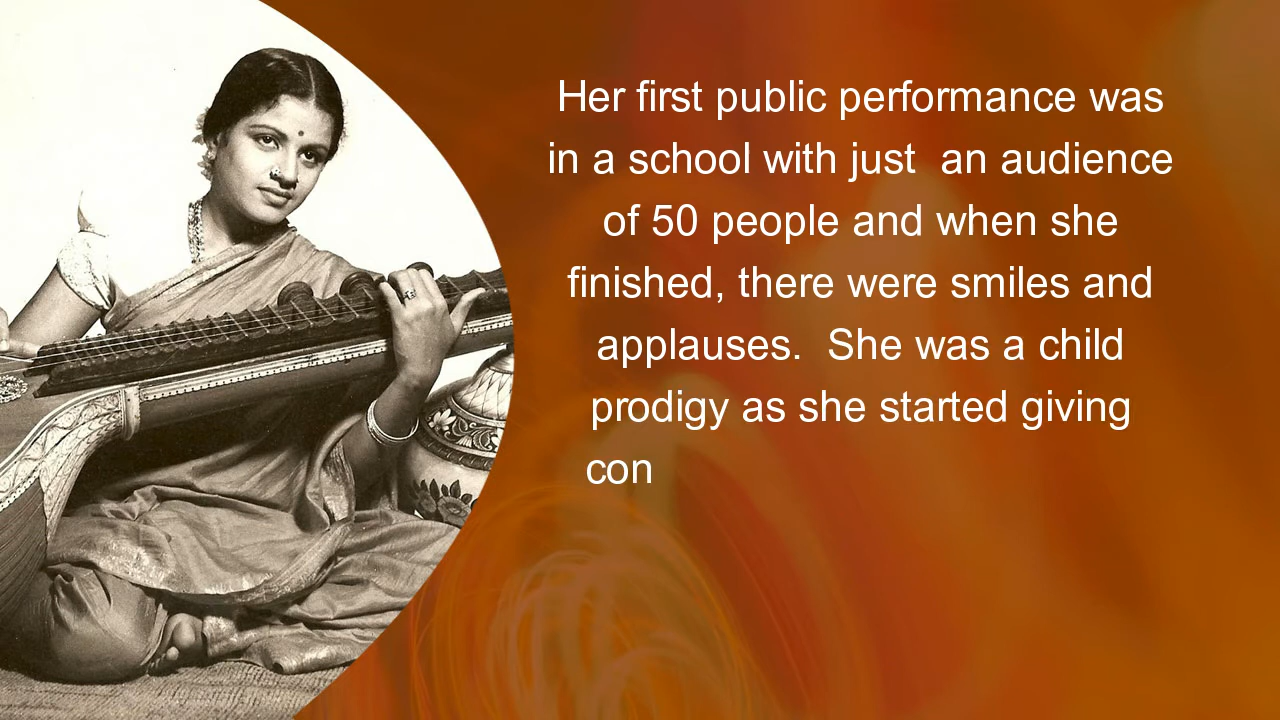 Her first public performance was
in a school with just  an audience
of 50 people and when she
finished, there were smiles and
applauses.  She was a child
prodigy as she started giving
con